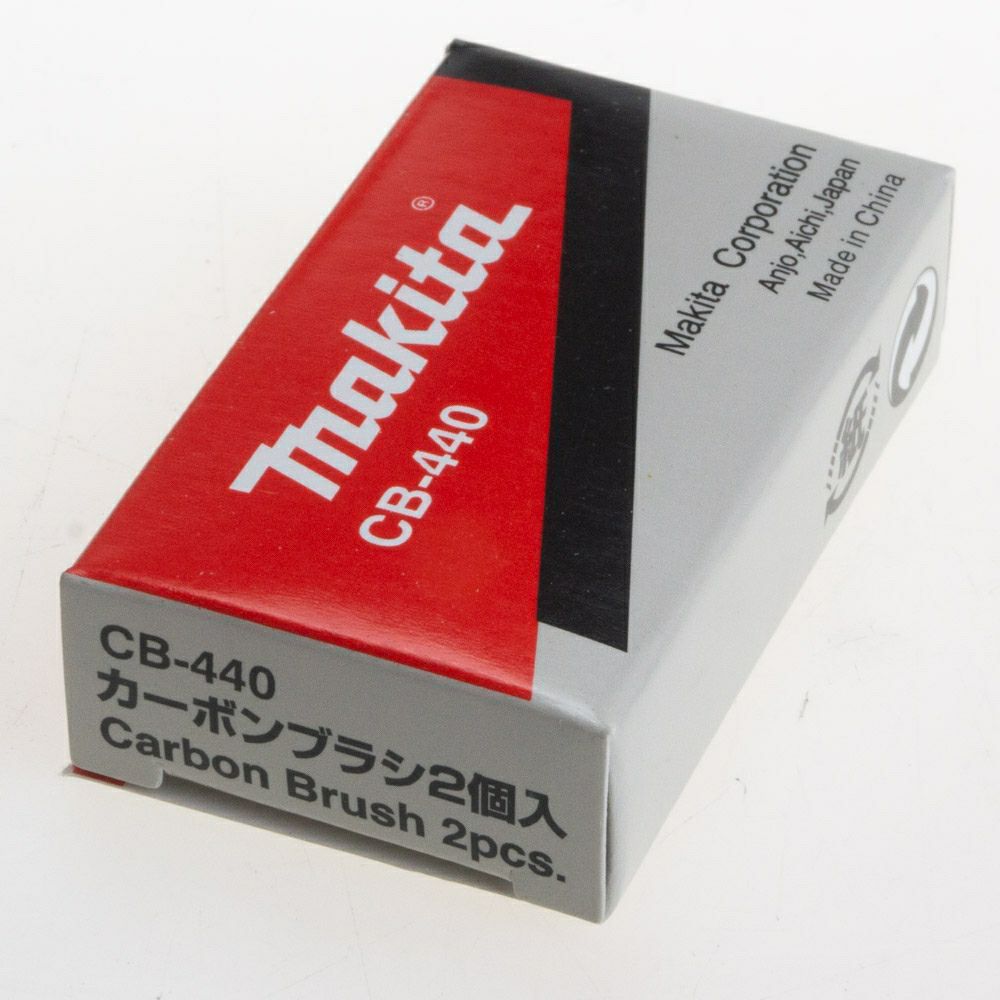 Makita®
CB-440
Makita Corporation
Anjo,Aichi,Japan
Made in China
紙
CB-440
カーボンブラシ2個入
Carbon Brush 2pcs.